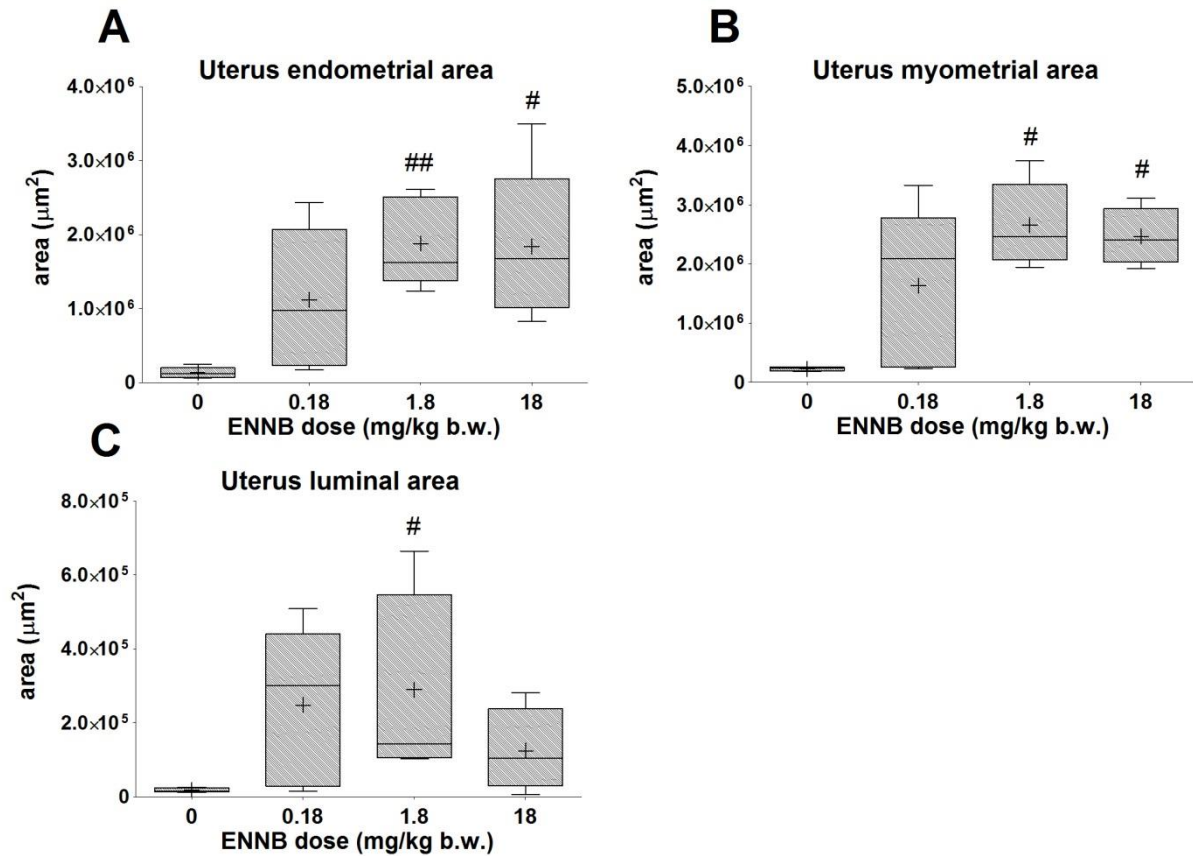 A
Uterus endometrial area
4.0×10⁶
3.0×10⁶
2.0×10⁶
1.0×10⁶
0
area (μm²)
##
#
0 0.18 1.8 18
ENNB dose (mg/kg b.w.)
B
Uterus myometrial area
5.0×10⁶
4.0×10⁶
3.0×10⁶
2.0×10⁶
1.0×10⁶
0
area (μm²)
#
#
0 0.18 1.8 18
ENNB dose (mg/kg b.w.)
C
Uterus luminal area
8.0×10⁵
6.0×10⁵
4.0×10⁵
2.0×10⁵
0
area (μm²)
#
0 0.18 1.8 18
ENNB dose (mg/kg b.w.)